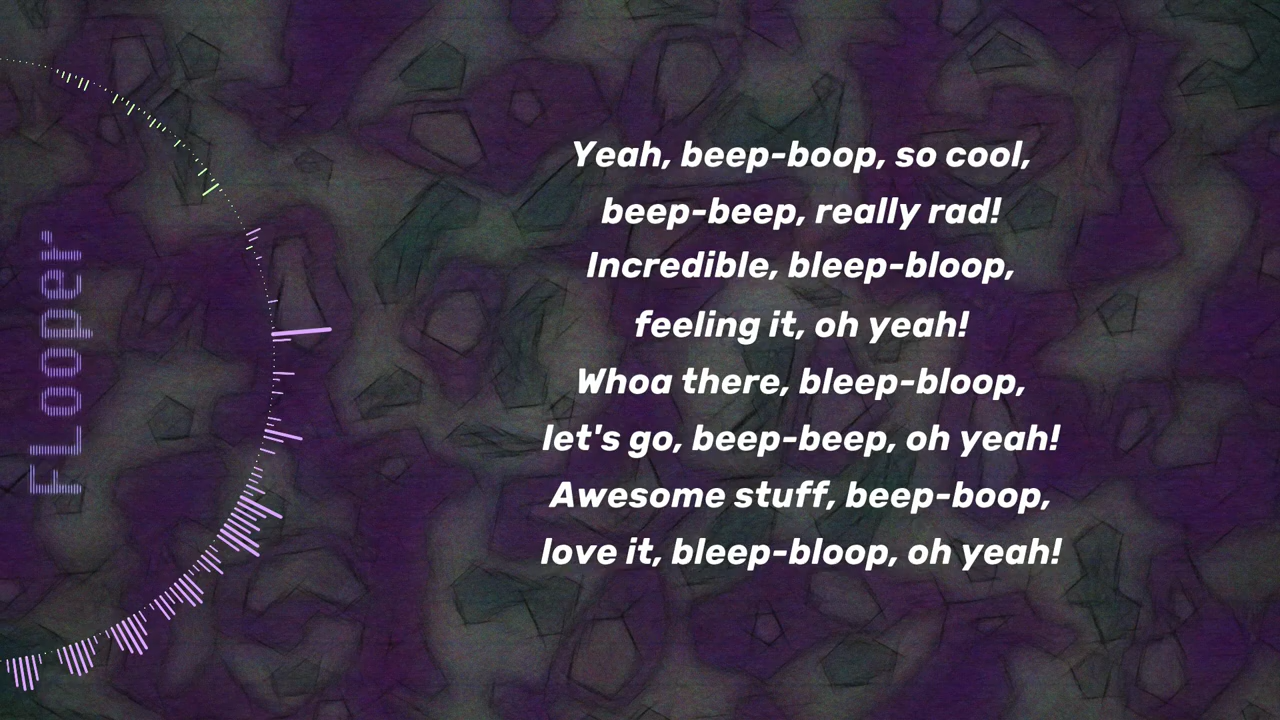 FLooper
Yeah, beep-boop, so cool,
beep-beep, really rad!
Incredible, bleep-bloop,
feeling it, oh yeah!
Whoa there, bleep-bloop,
let's go, beep-beep, oh yeah!
Awesome stuff, beep-boop,
love it, bleep-bloop, oh yeah!